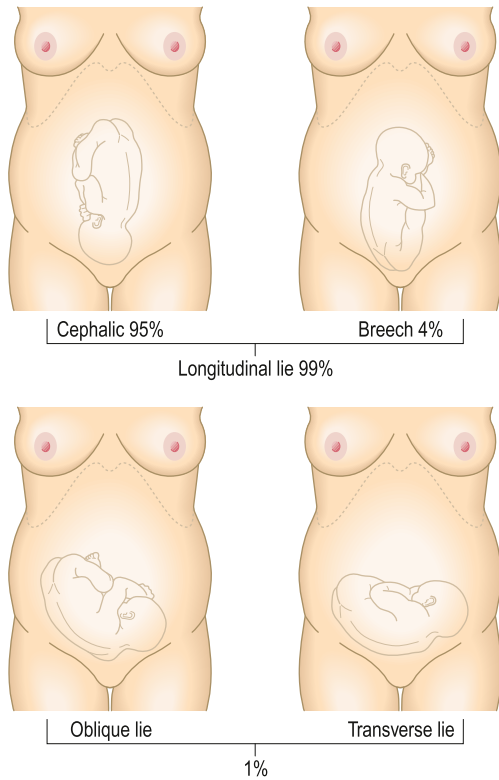 Cephalic 95%
Breech 4%
Longitudinal lie 99%
Oblique lie
Transverse lie
1%